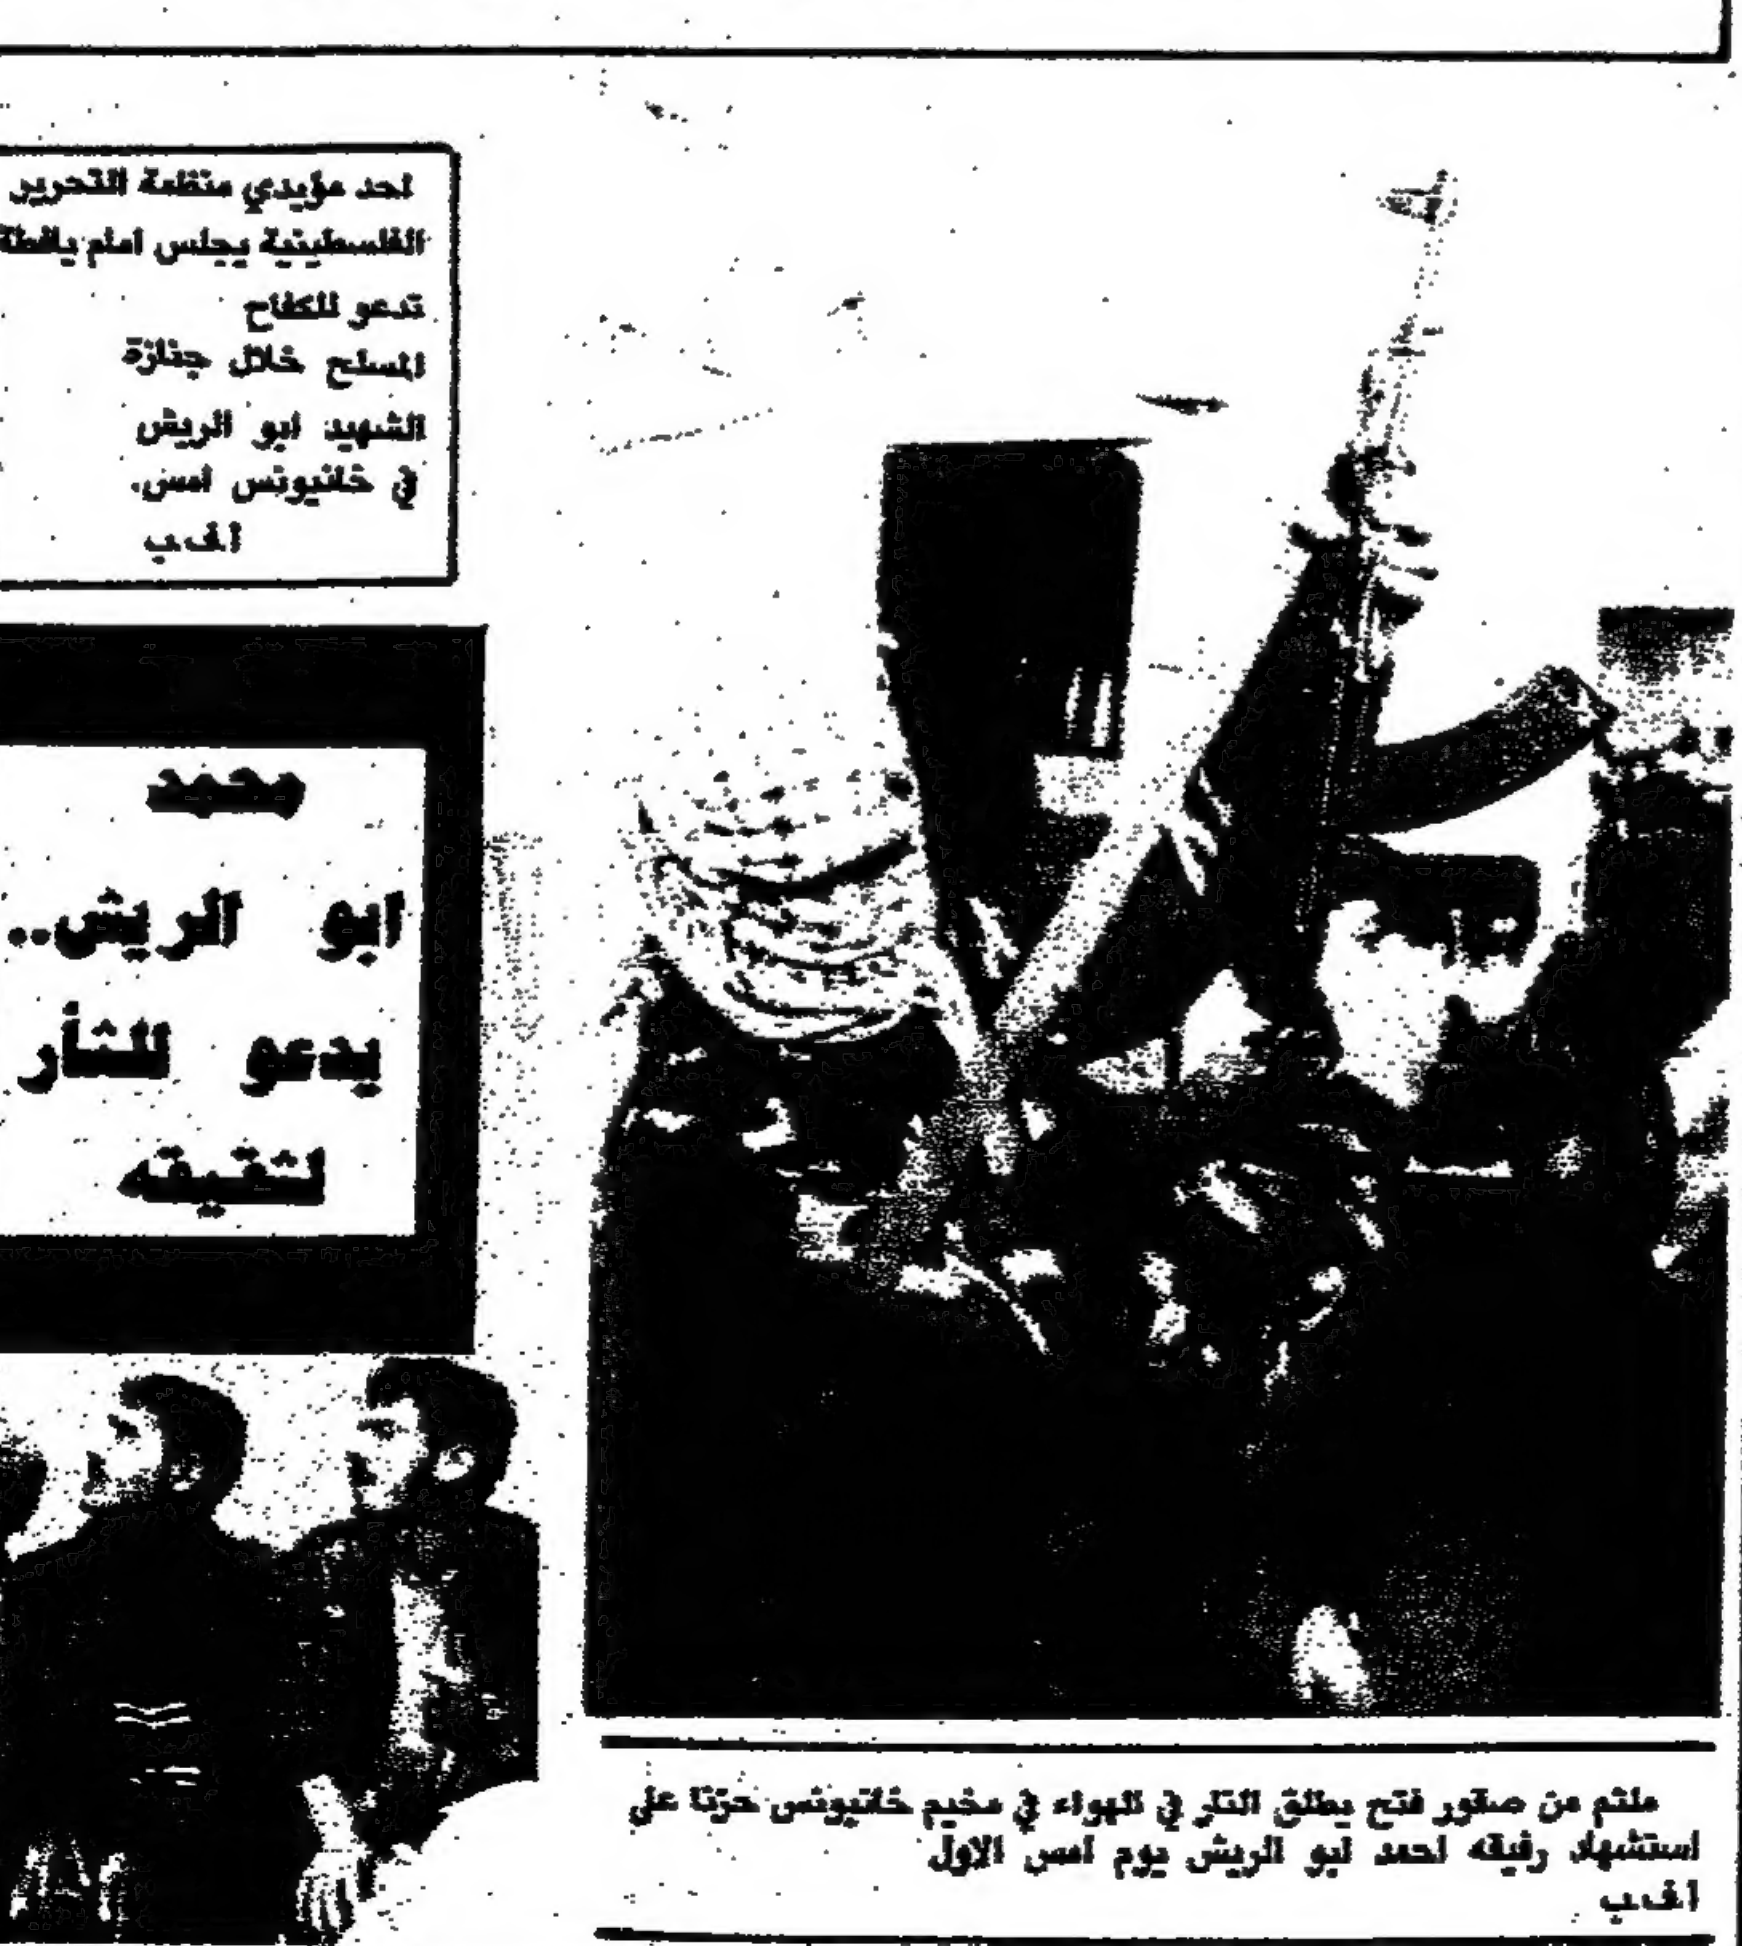 احد مؤيدي منظمة التحرير
الفلسطينية يجلس امام يافطة
تدعو للكفاح
المسلح خلال جنازة
الشهيد ابو الريش
في خانيونس امس.
ا.ف.ب
محمد
ابو الريش..
يدعو للثأر
لشقيقه
ملثم من صقور فتح يطلق النار في الهواء في مخيم خانيونس حزنا على
استشهاد رفيقه احمد ابو الريش يوم امس الاول
ا.ف.ب